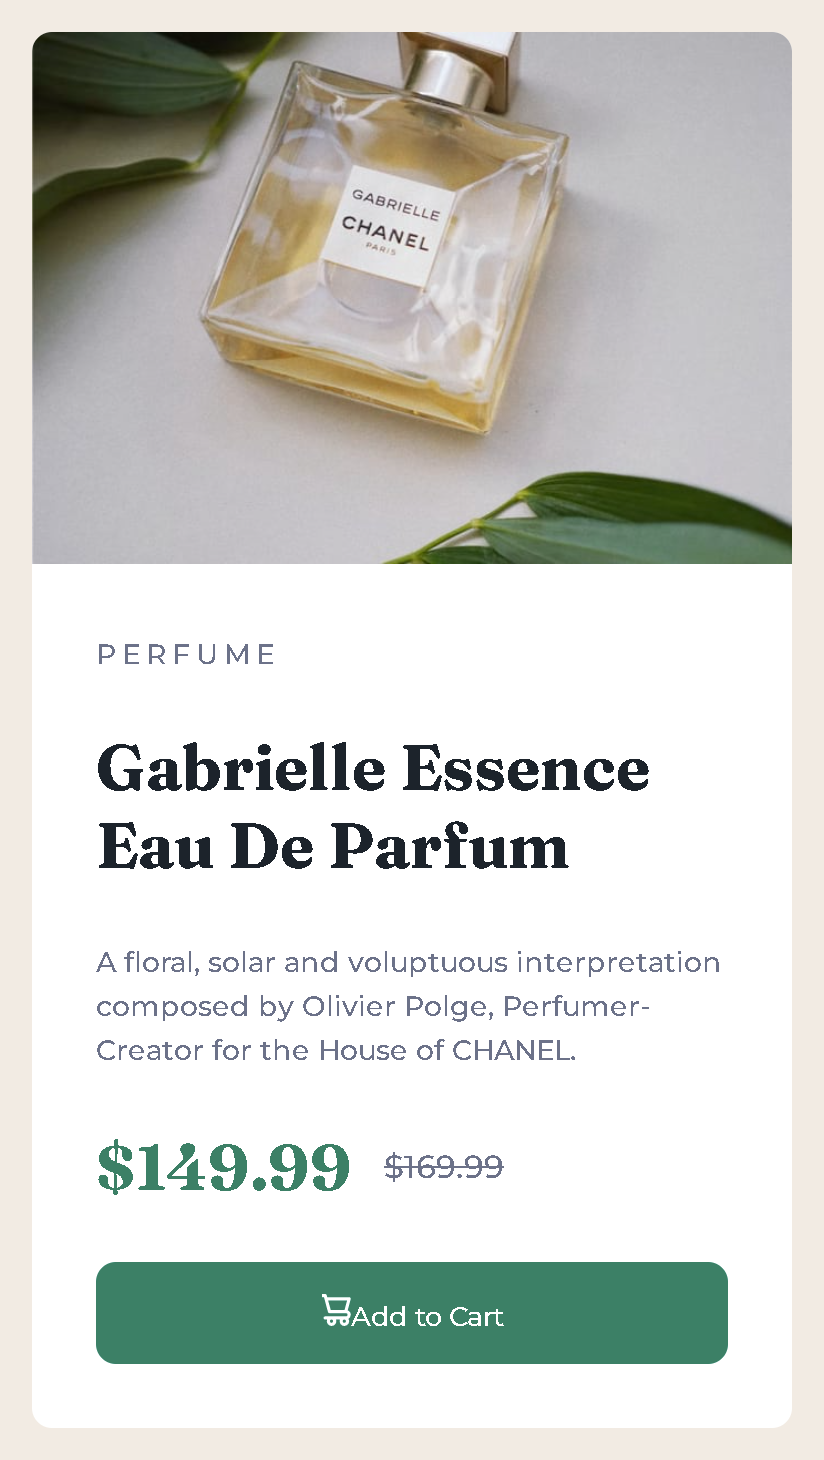 GABRIELLE
CHANEL
PARIS
PERFUME
Gabrielle Essence
Eau De Parfum
A floral, solar and voluptuous interpretation
composed by Olivier Polge, Perfumer-
Creator for the House of CHANEL.
$149.99 $169.99
Add to Cart